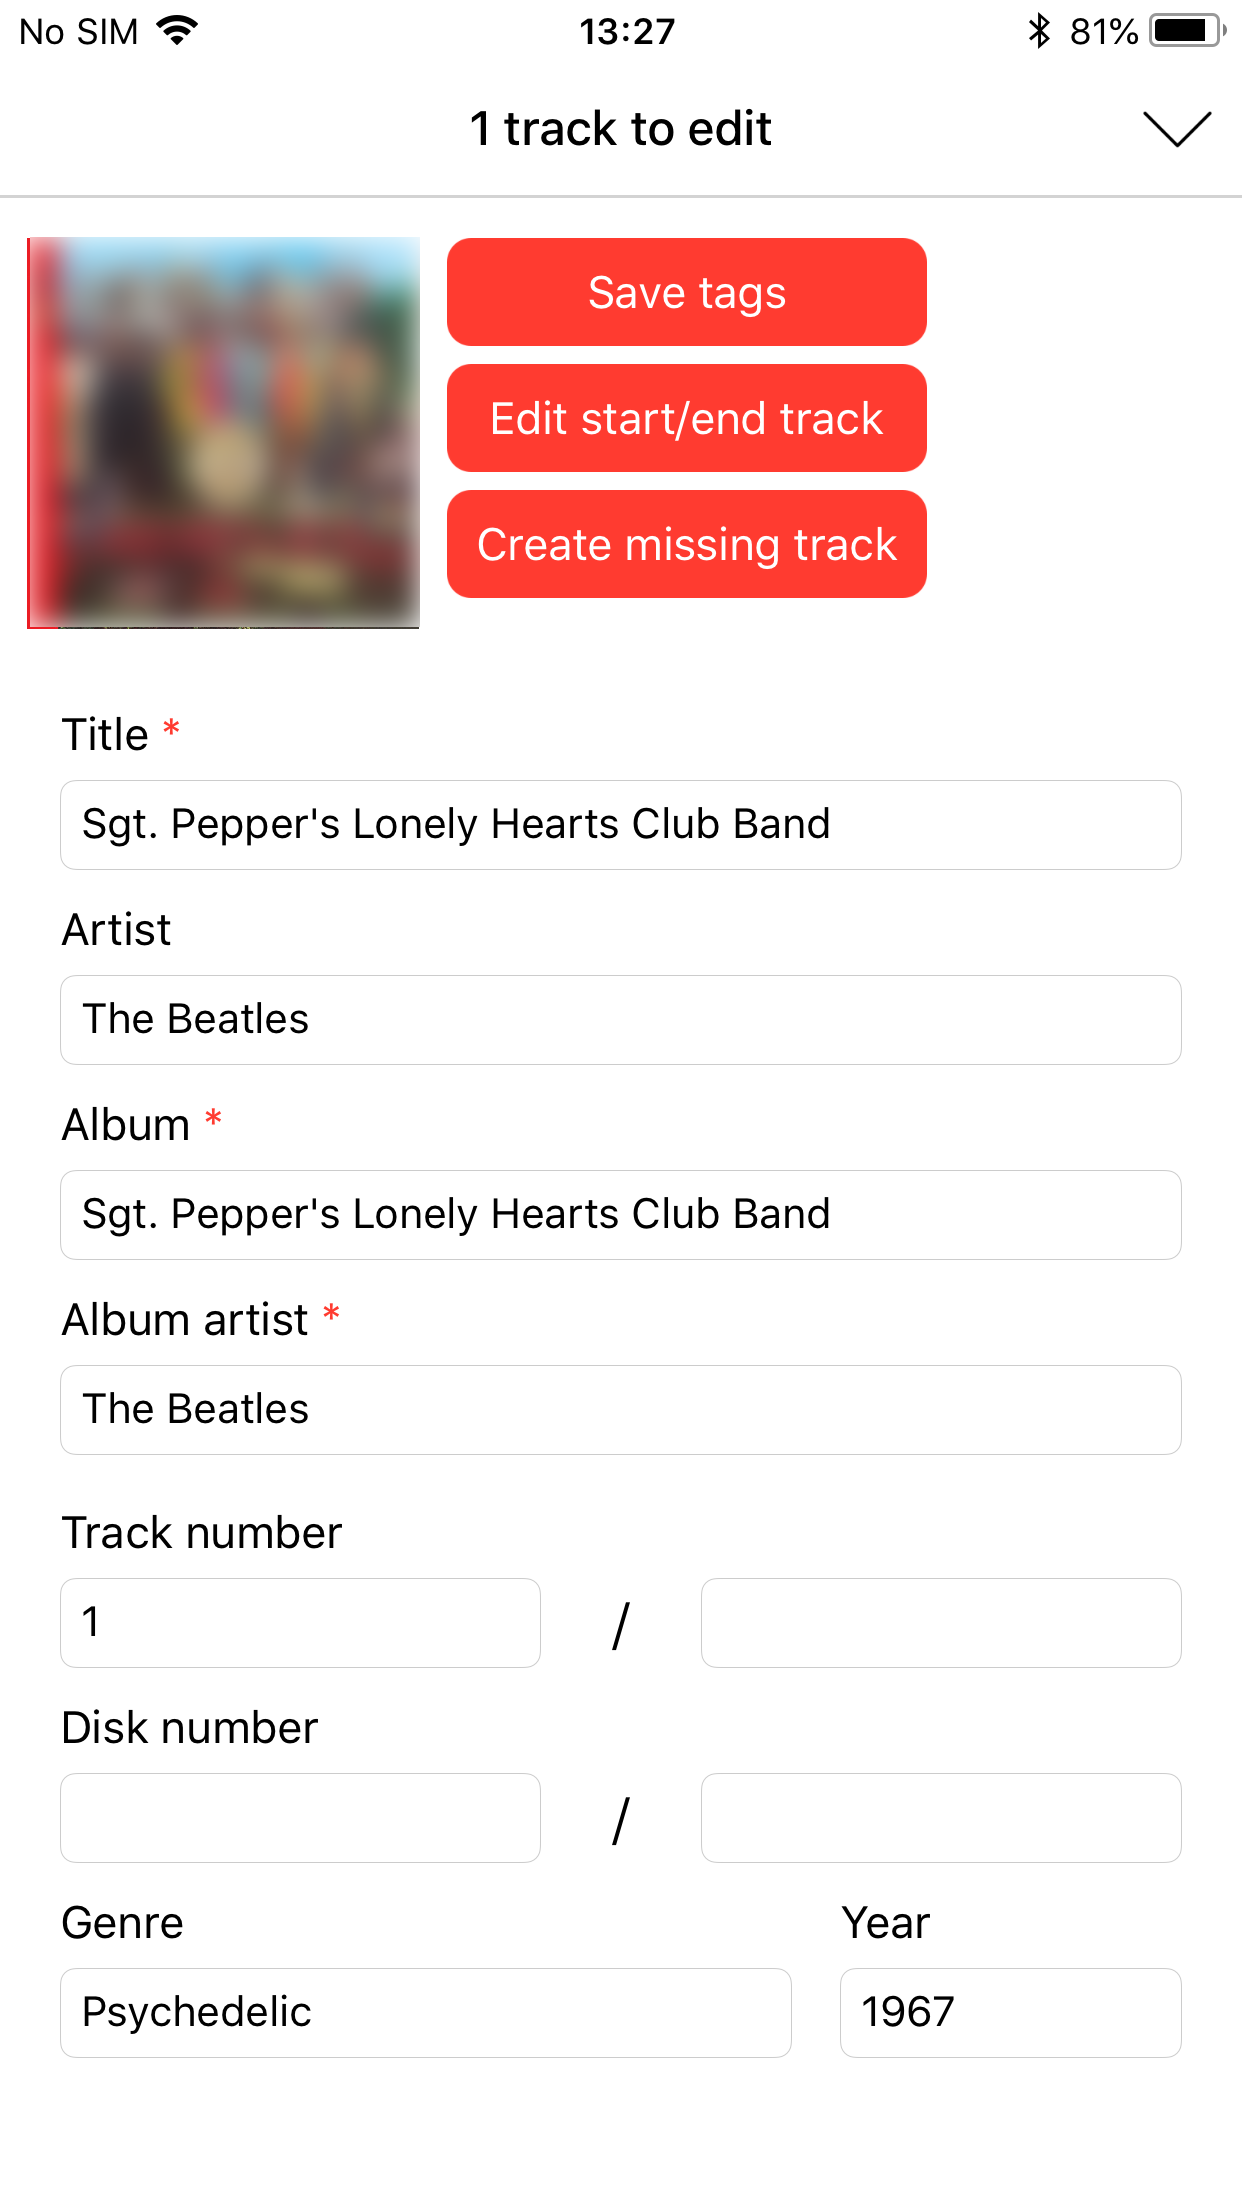 No SIM 13:27 81%
1 track to edit
Save tags
Edit start/end track
Create missing track
Title *
Sgt. Pepper's Lonely Hearts Club Band
Artist
The Beatles
Album *
Sgt. Pepper's Lonely Hearts Club Band
Album artist *
The Beatles
Track number
1 /
Disk number
/
Genre Year
Psychedelic 1967